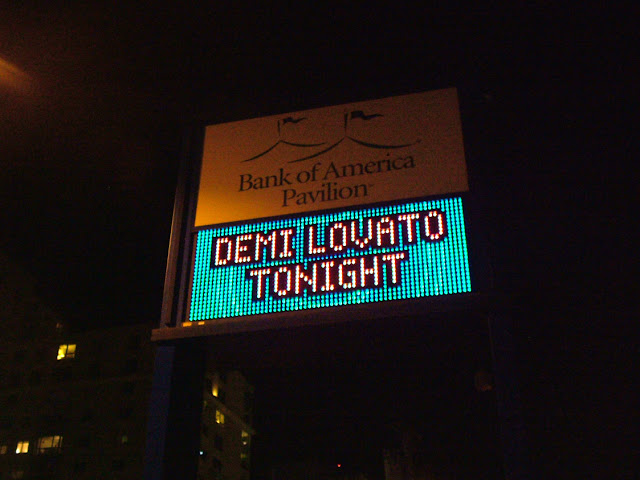 Bank of America
Pavilion
DEMI LOVATO
TONIGHT